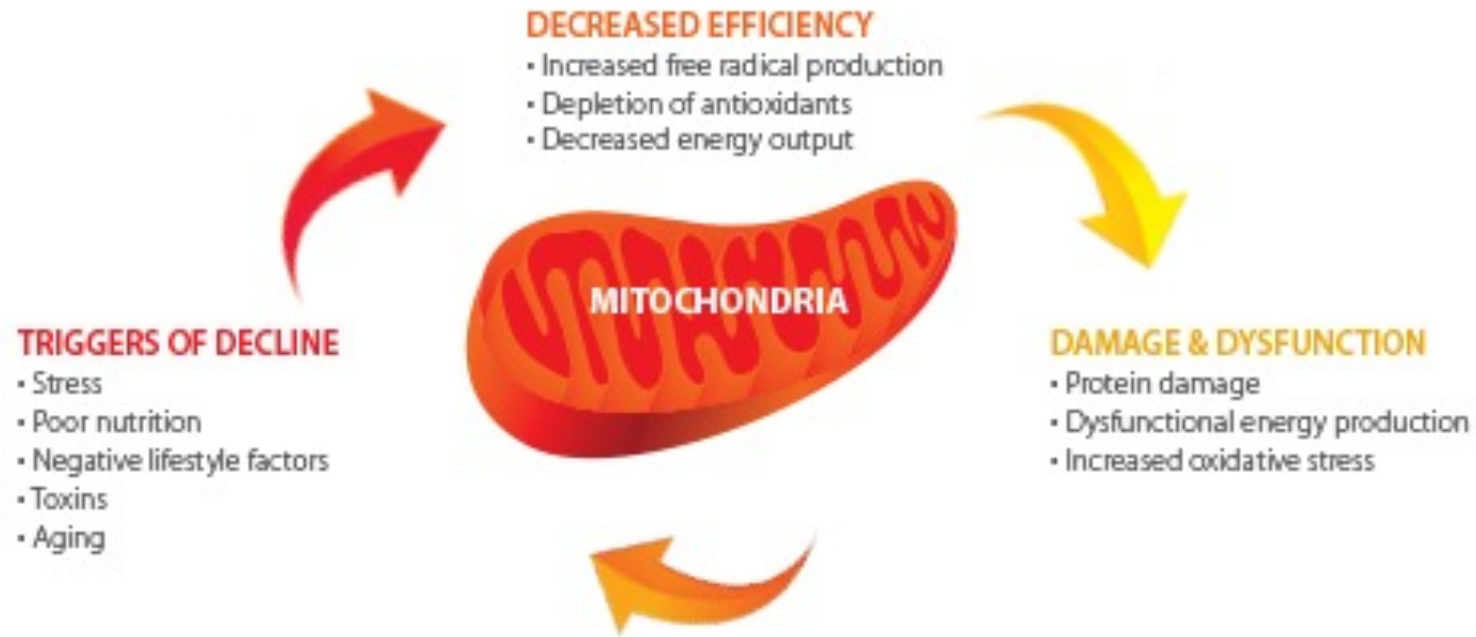 DECREASED EFFICIENCY
• Increased free radical production
• Depletion of antioxidants
• Decreased energy output
MITOCHONDRIA
TRIGGERS OF DECLINE
• Stress
• Poor nutrition
• Negative lifestyle factors
• Toxins
• Aging
DAMAGE & DYSFUNCTION
• Protein damage
• Dysfunctional energy production
• Increased oxidative stress